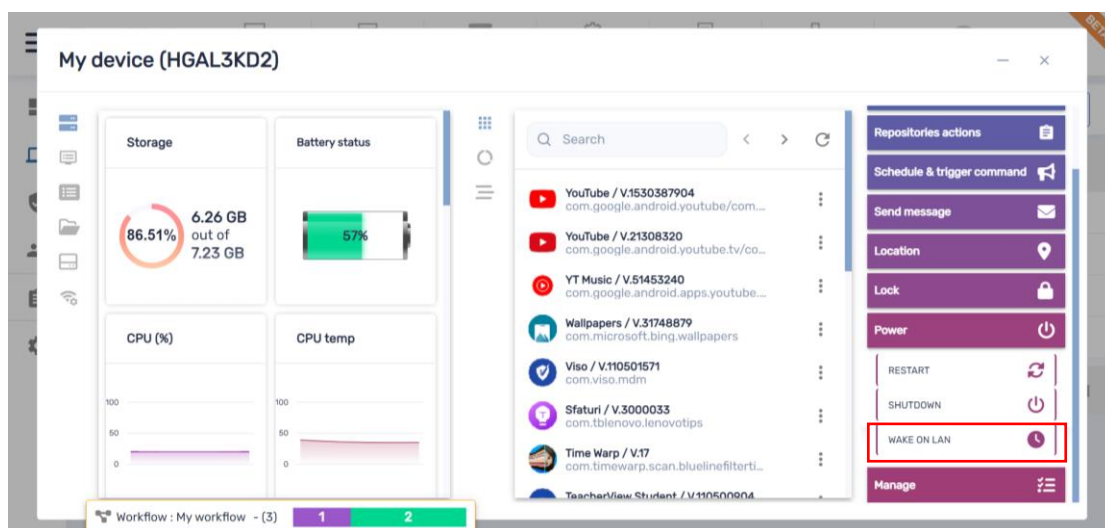 BETA
My device (HGAL3KD2)
Storage
86.51%
6.26 GB
out of
7.23 GB
Battery status
57%
CPU (%)
100
50
0
CPU temp
100
50
0
Search
YouTube / V.1530387904
com.google.android.youtube/com...
YouTube / V.21308320
com.google.android.youtube.tv/co...
YT Music / V.51453240
com.google.android.apps.youtube...
Wallpapers / V.31748879
com.microsoft.bing.wallpapers
Viso / V.110501571
com.viso.mdm
Sfaturi / V.3000033
com.tblenovo.lenovotips
Time Warp / V.17
com.timewarp.scan.bluelinefilterti...
TeacherView Student / V.110500904
Repositories actions
Schedule & trigger command
Send message
Location
Lock
Power
RESTART
SHUTDOWN
WAKE ON LAN
Manage
Workflow : My workflow - (3)
1
2